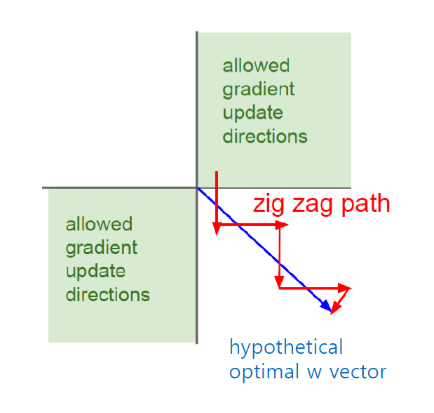 allowed
gradient
update
directions
zig zag path
allowed
gradient
update
directions
hypothetical
optimal w vector